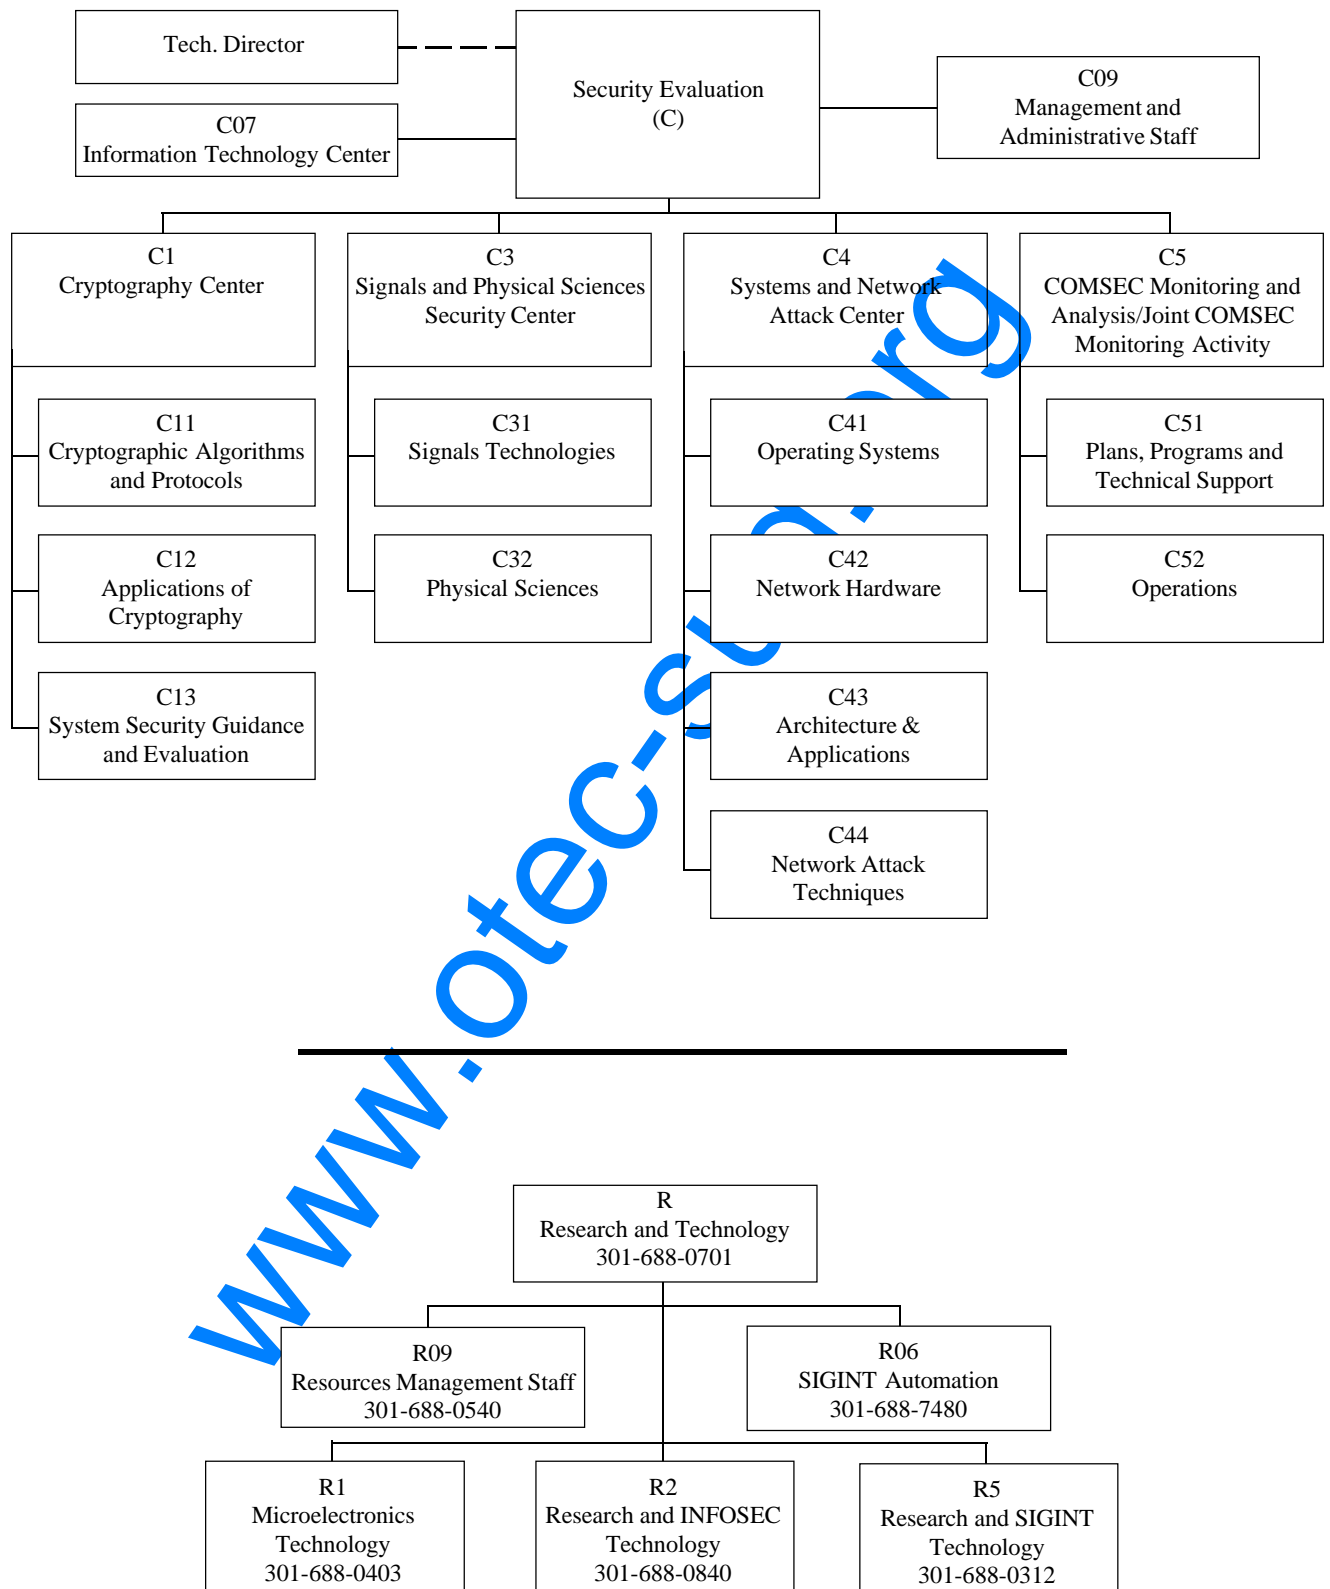 Tech. Director
Security Evaluation
(C)
C07
Information Technology Center
C09
Management and
Administrative Staff
C1
Cryptography Center
C3
Signals and Physical Sciences
Security Center
C4
Systems and Network
Attack Center
C5
COMSEC Monitoring and
Analysis/Joint COMSEC
Monitoring Activity
C11
Cryptographic Algorithms
and Protocols
C31
Signals Technologies
C41
Operating Systems
C51
Plans, Programs and
Technical Support
C12
Applications of
Cryptography
C32
Physical Sciences
C42
Network Hardware
C52
Operations
C13
System Security Guidance
and Evaluation
C43
Architecture &
Applications
C44
Network Attack
Techniques
R
Research and Technology
301-688-0701
R09
Resources Management Staff
301-688-0540
R06
SIGINT Automation
301-688-7480
R1
Microelectronics
Technology
301-688-0403
R2
Research and INFOSEC
Technology
301-688-0840
R5
Research and SIGINT
Technology
301-688-0312